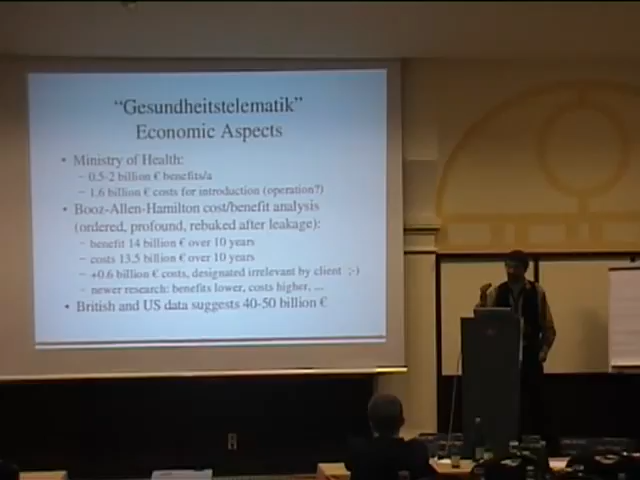 “Gesundheitstelematik”
Economic Aspects
• Ministry of Health:
– 0.5-2 billion € benefits/a
– 1.6 billion € costs for introduction (operation?)
• Booz-Allen-Hamilton cost/benefit analysis
(ordered, profound, rebuked after leakage):
– benefit 14 billion € over 10 years
– costs 13.5 billion € over 10 years
– +0.6 billion € costs, designated irrelevant by client ;-)
– newer research: benefits lower, costs higher, ...
• British and US data suggests 40-50 billion €